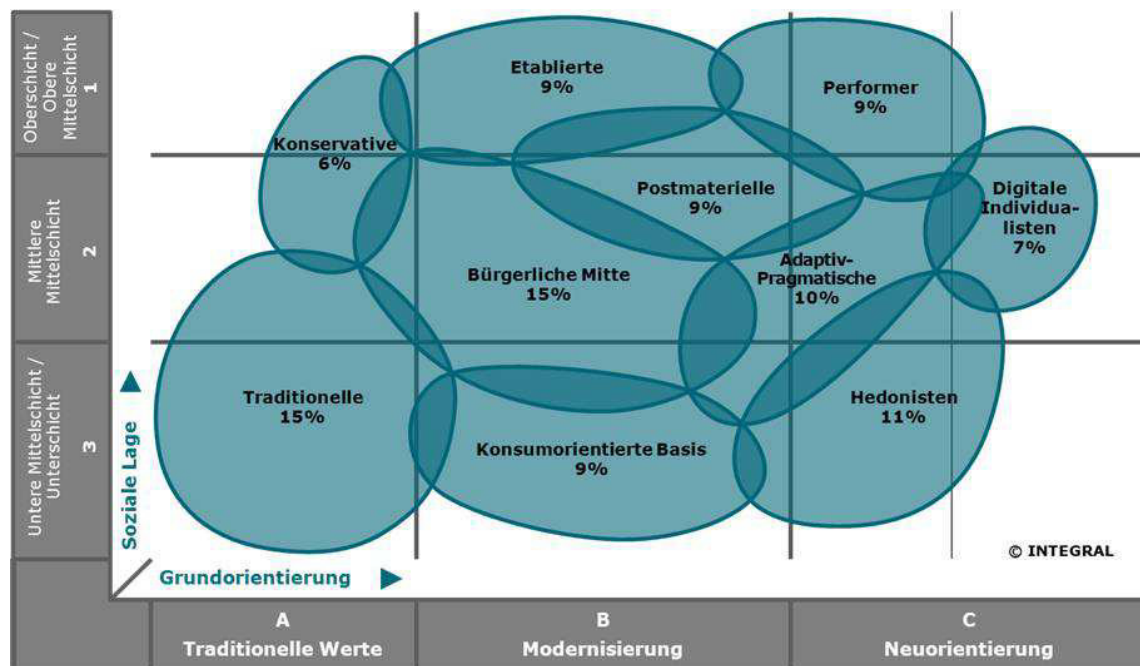 Oberschicht /
Obere
Mittelschicht
1
Mittlere
Mittelschicht
2
Untere Mittelschicht /
Unterschicht
3
Soziale Lage
Etablierte
9%
Performer
9%
Konservative
6%
Postmaterielle
9%
Digitale
Individua-
listen
7%
Bürgerliche Mitte
15%
Adaptiv-
Pragmatische
10%
Traditionelle
15%
Hedonisten
11%
Konsumorientierte Basis
9%
© INTEGRAL
Grundorientierung
A
Traditionelle Werte
B
Modernisierung
C
Neuorientierung